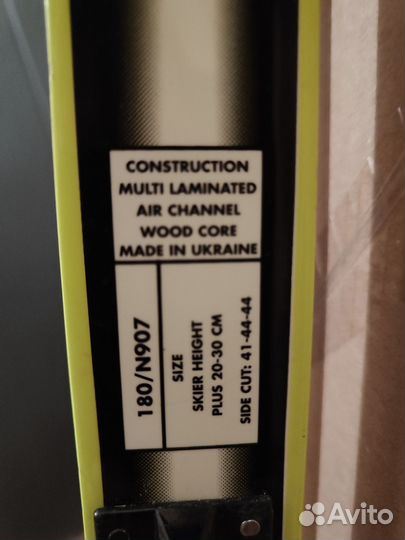 CONSTRUCTION
MULTI LAMINATED
AIR CHANNEL
WOOD CORE
MADE IN UKRAINE
180/N907
SIZE
SKIER HEIGHT
PLUS 20-30 CM
SIDE CUT: 41-44-44
Avito